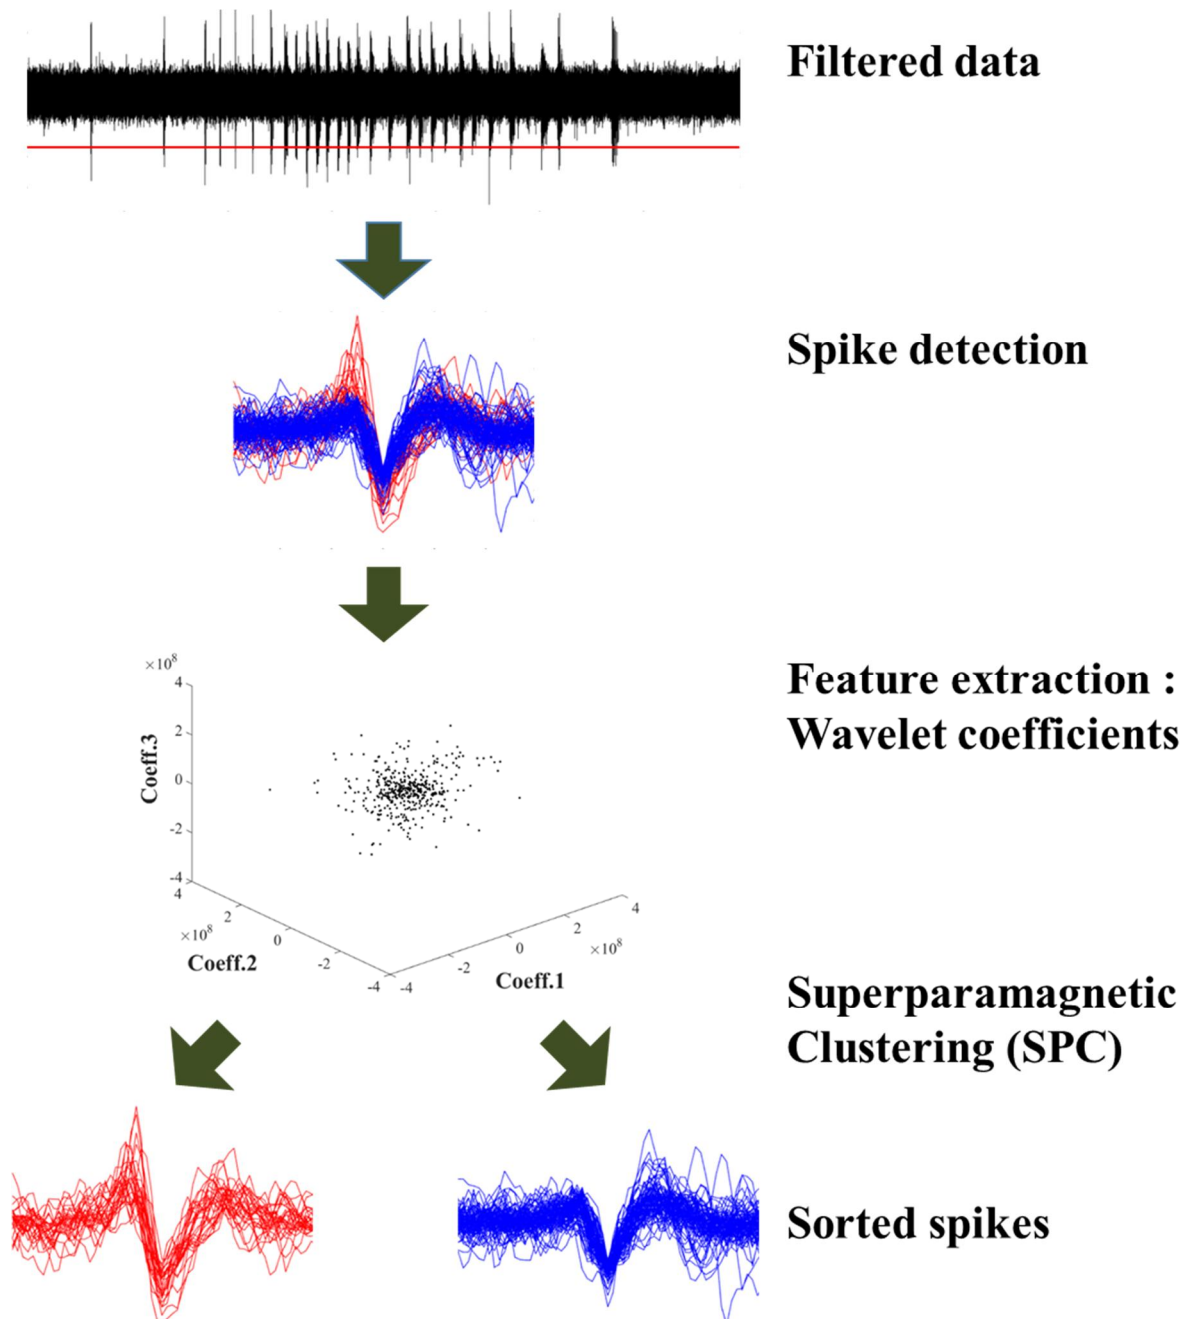 Filtered data
Spike detection
Feature extraction :
Wavelet coefficients
×10⁸
4
2
0
-2
-4
Coeff.3
4
2
0
-2
-4
×10⁸
Coeff.2
-4
-2
0
2
4
×10⁸
Coeff.1
Superparamagnetic
Clustering (SPC)
Sorted spikes